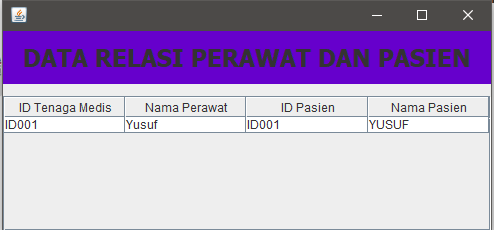 DATA RELASI PERAWAT DAN PASIEN
ID Tenaga Medis Nama Perawat ID Pasien Nama Pasien
ID001 Yusuf ID001 YUSUF